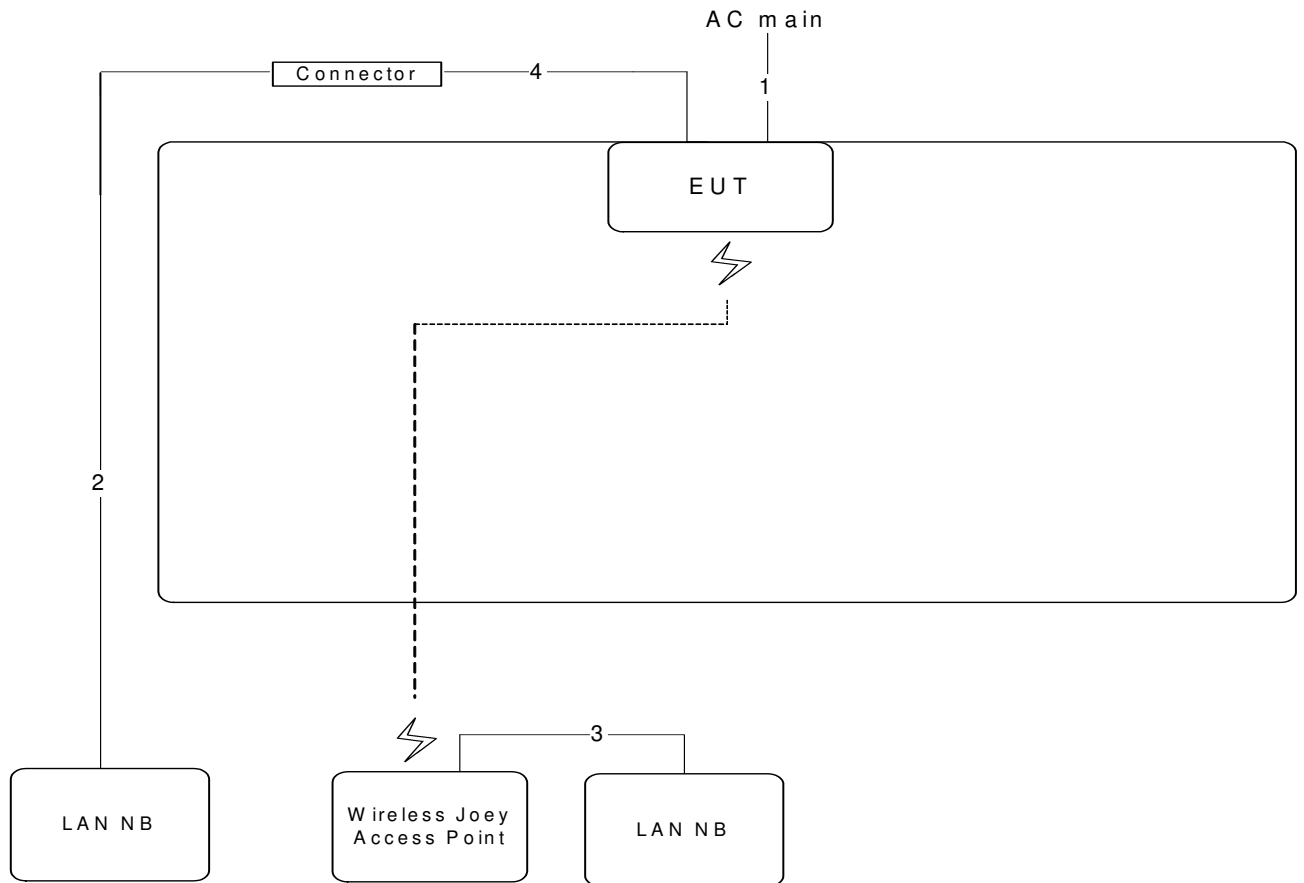 AC main
Connector
4
1
EUT
2
3
LAN NB
Wireless Joey
Access Point
LAN NB